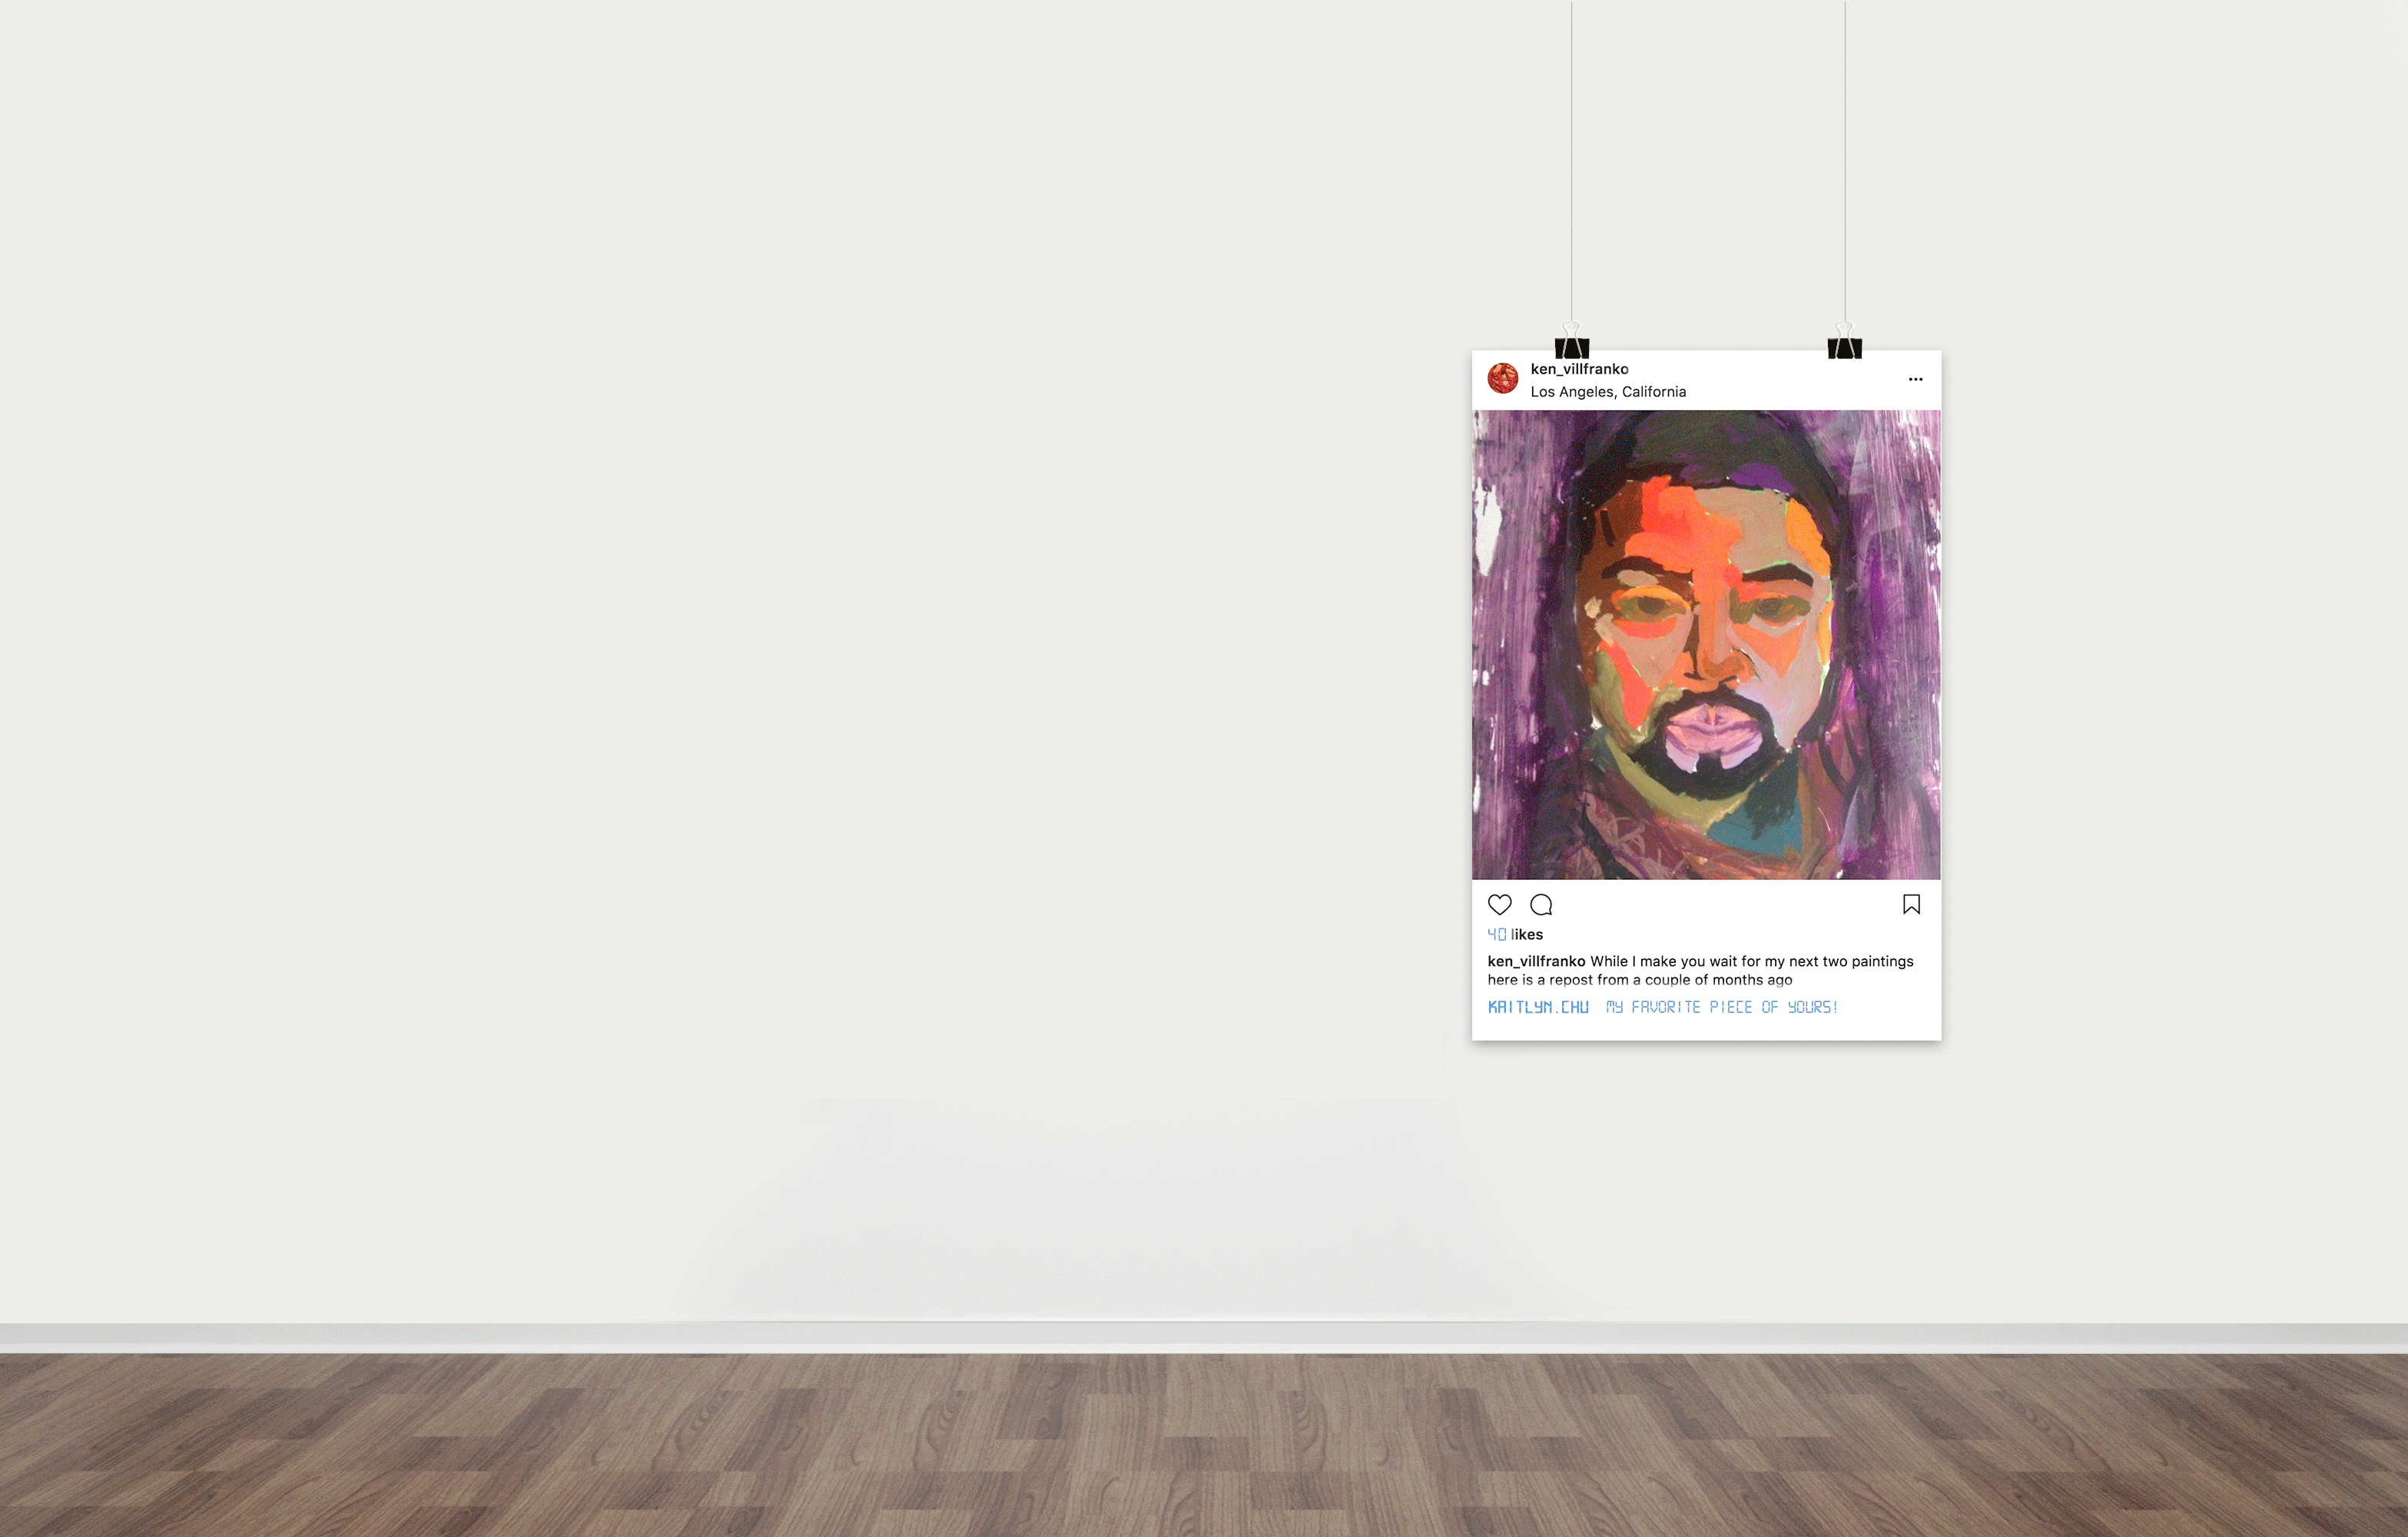 ken_villfranko
Los Angeles, California
40 likes
ken_villfranko While I make you wait for my next two paintings
here is a repost from a couple of months ago
KAITLYN.CHU MY FAVORITE PIECE OF YOURS!